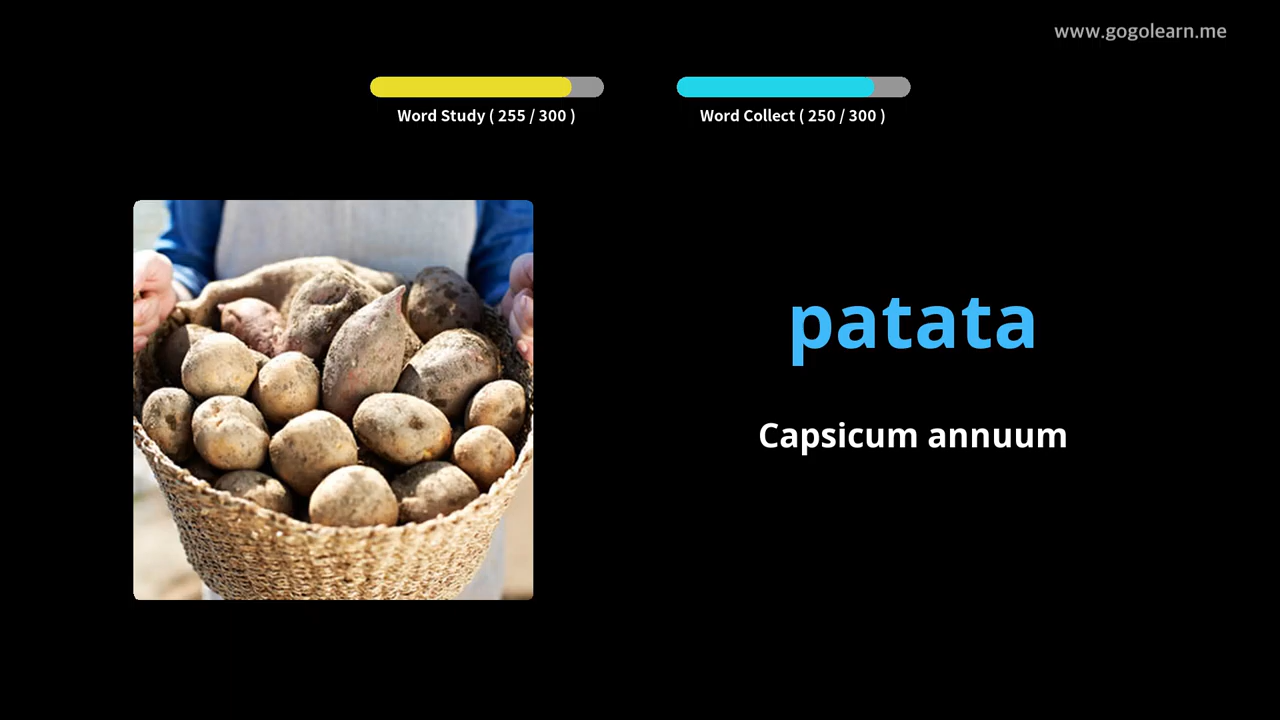 www.gogolearn.me
Word Study ( 255 / 300 )
Word Collect ( 250 / 300 )
patata
Capsicum annuum